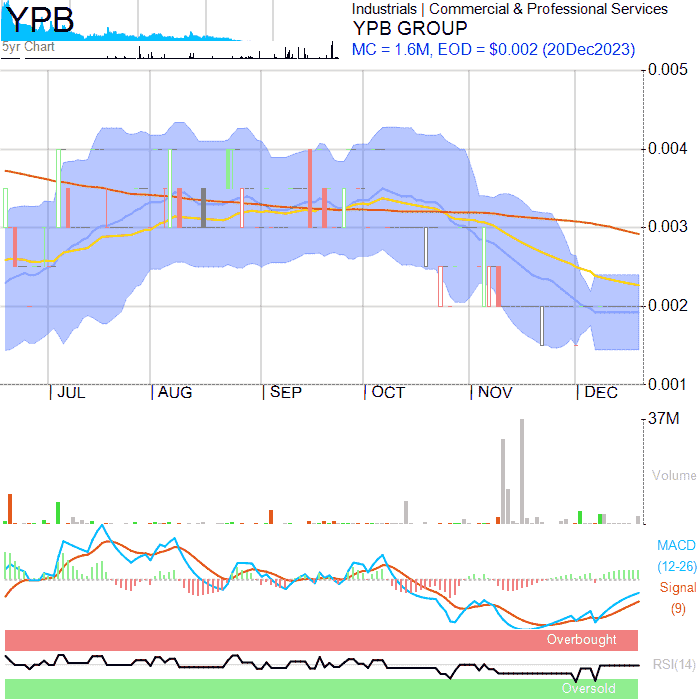 YPB
Industrials | Commercial & Professional Services
YPB GROUP
MC = 1.6M, EOD = $0.002 (20Dec2023)
5yr Chart
0.005
0.004
0.003
0.002
0.001
JUL AUG SEP OCT NOV DEC
37M
Volume
MACD
(12-26)
Signal
(9)
Overbought
RSI(14)
Oversold